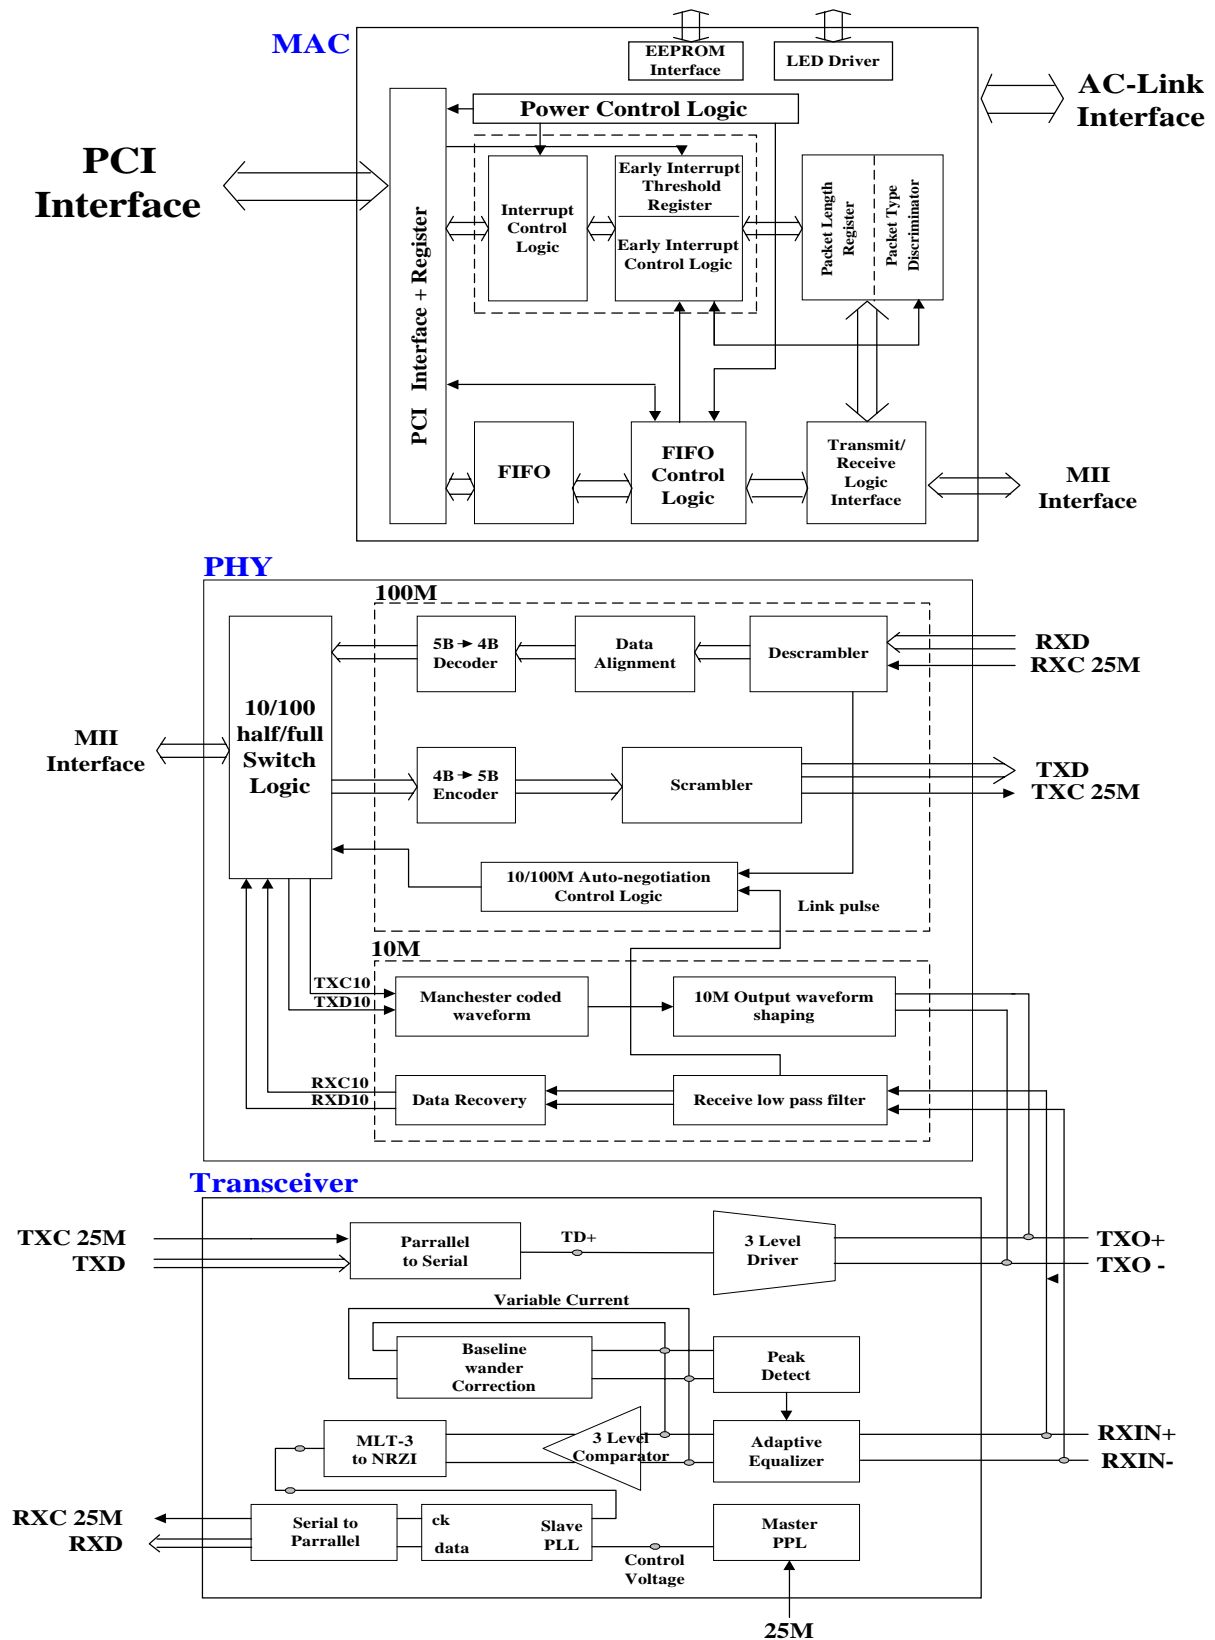 MAC
EEPROM
Interface
LED Driver
AC-Link
Interface
Power Control Logic
PCI
Interface
PCI Interface + Register
Interrupt
Control
Logic
Early Interrupt
Threshold
Register
Early Interrupt
Control Logic
Packet Length
Register
Packet Type
Discriminator
FIFO
FIFO
Control
Logic
Transmit/
Receive
Logic
Interface
MII
Interface
PHY
100M
10/100
half/full
Switch
Logic
5B → 4B
Decoder
Data
Alignment
Descrambler
RXD
RXC 25M
MII
Interface
4B → 5B
Encoder
Scrambler
TXD
TXC 25M
10/100M Auto-negotiation
Control Logic
Link pulse
10M
TXC10
TXD10
Manchester coded
waveform
10M Output waveform
shaping
RXC10
RXD10
Data Recovery
Receive low pass filter
Transceiver
TXC 25M
TXD
Parrallel
to Serial
TD+
3 Level
Driver
TXO+
TXO -
Variable Current
Baseline
wander
Correction
Peak
Detect
MLT-3
to NRZI
3 Level
Comparator
Adaptive
Equalizer
RXIN+
RXIN-
RXC 25M
RXD
Serial to
Parrallel
ck
data
Slave
PLL
Control
Voltage
Master
PPL
25M